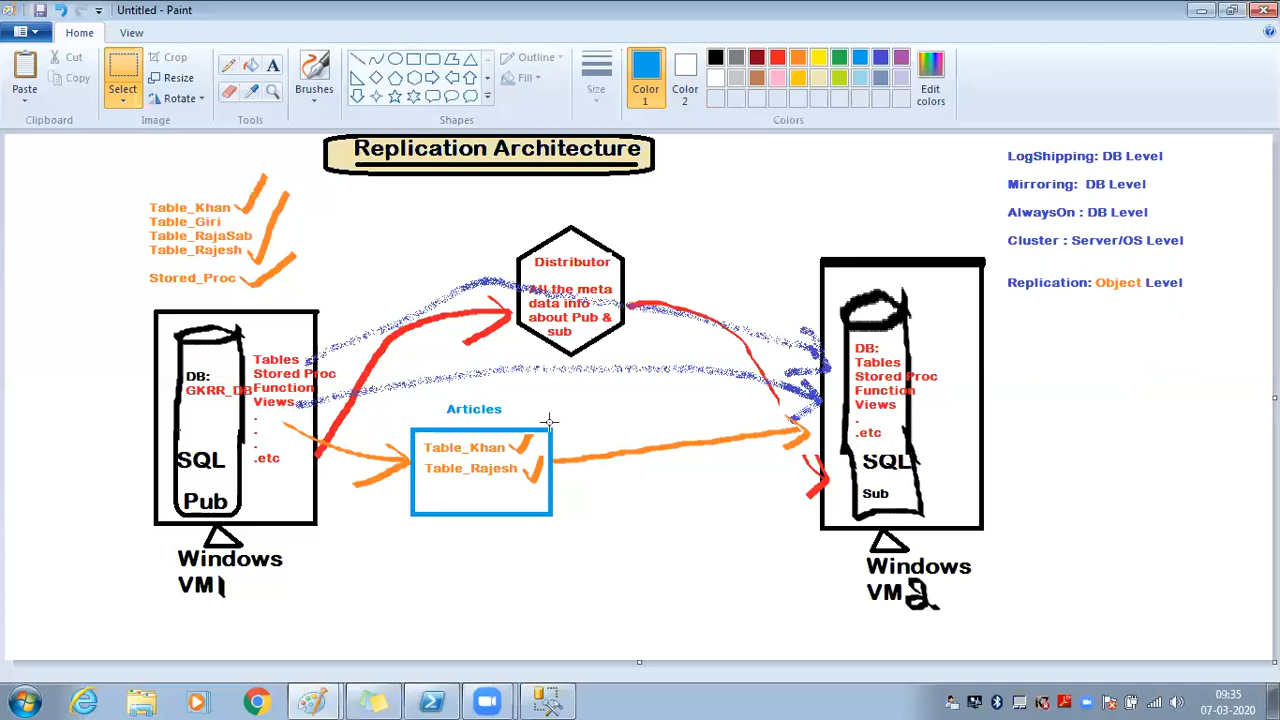 Untitled - Paint
Home
View
Paste
Cut
Copy
Clipboard
Select
Crop
Resize
Rotate
Image
A
Tools
Brushes
Shapes
Outline
Fill
Size
Color 1
Color 2
Edit colors
Colors
Replication Architecture
LogShipping: DB Level
Mirroring: DB Level
AlwaysOn : DB Level
Cluster : Server/OS Level
Replication: Object Level
Table_Khan
Table_Giri
Table_RajaSab
Table_Rajesh
Stored_Proc
Distributor
All the meta
data info
about Pub &
sub
DB:
GKRR_DB
SQL
Pub
Tables
Stored Proc
Function
Views
.
.
.
.etc
Windows
VM1
Articles
Table_Khan
Table_Rajesh
DB:
Tables
Stored Proc
Function
Views
.
.etc
SQL
Sub
Windows
VM2
09:35
07-03-2020